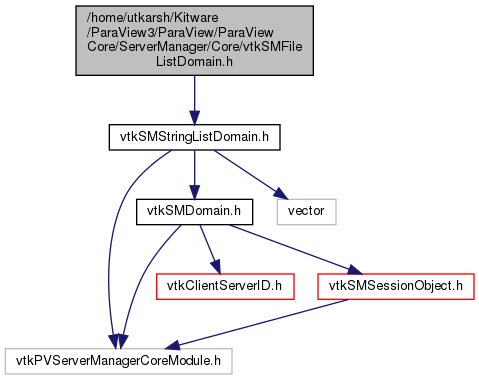 /home/utkarsh/Kitware
/ParaView3/ParaView/ParaView
Core/ServerManager/Core/vtkSMFile
ListDomain.h
vtkSMStringListDomain.h
vtkSMDomain.h
vector
vtkClientServerID.h
vtkSMSessionObject.h
vtkPVServerManagerCoreModule.h